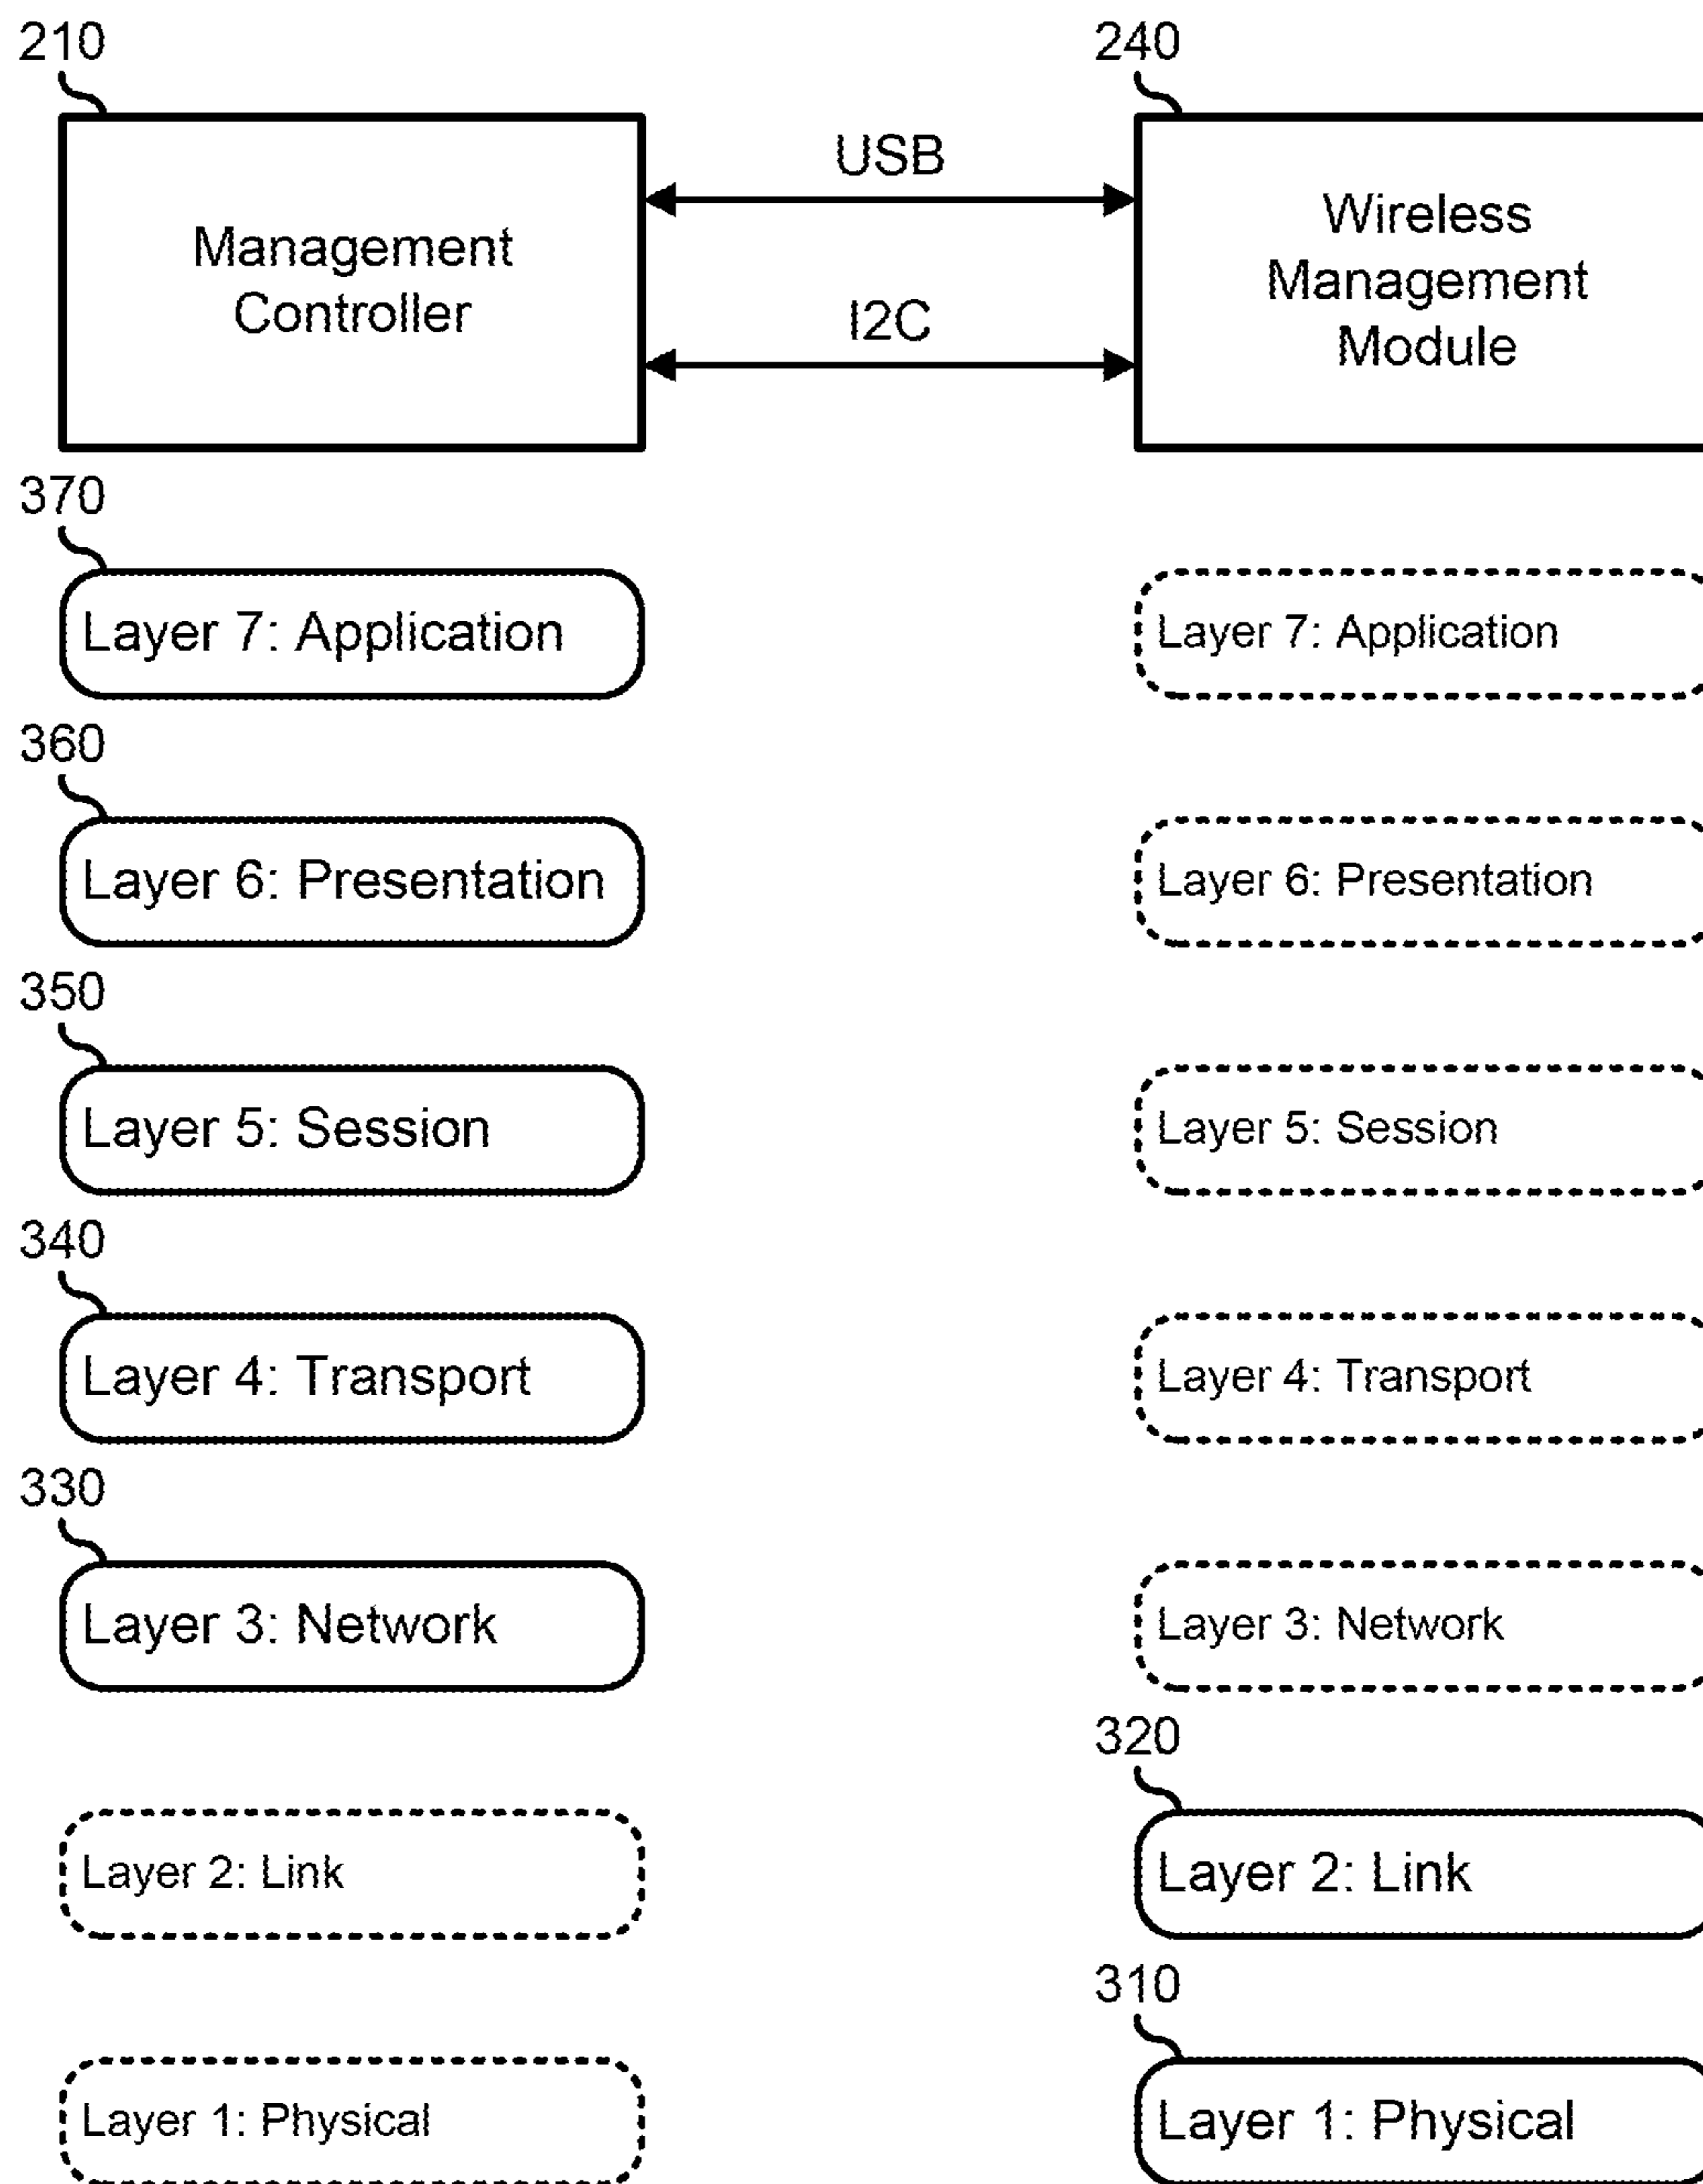 210
240
Management
Controller
USB
I2C
Wireless
Management
Module
370
Layer 7: Application
Layer 7: Application
360
Layer 6: Presentation
Layer 6: Presentation
350
Layer 5: Session
Layer 5: Session
340
Layer 4: Transport
Layer 4: Transport
330
Layer 3: Network
Layer 3: Network
320
Layer 2: Link
Layer 2: Link
310
Layer 1: Physical
Layer 1: Physical